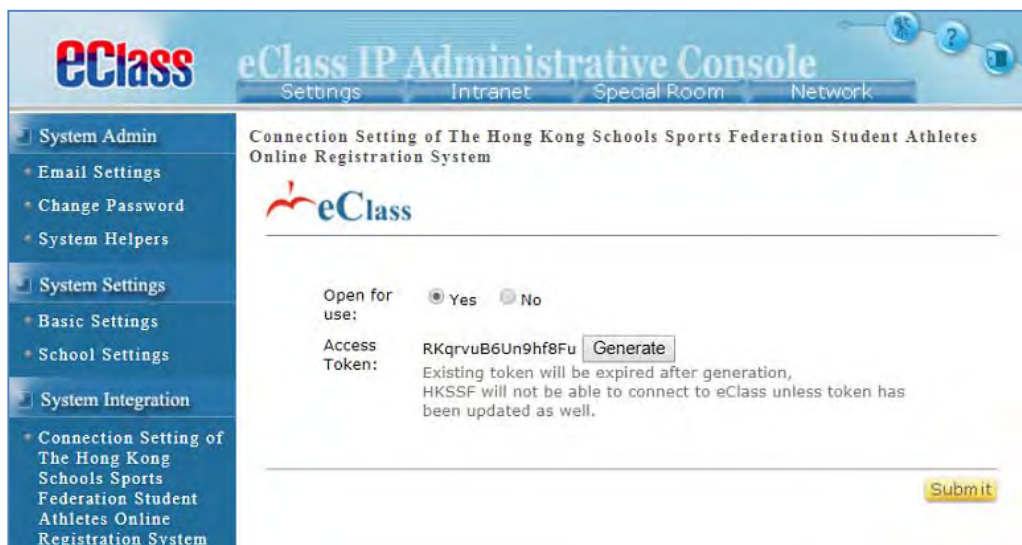 eClass
eClass IP Administrative Console
Settings Intranet Special Room Network
System Admin
Email Settings
Change Password
System Helpers
System Settings
Basic Settings
School Settings
System Integration
Connection Setting of
The Hong Kong
Schools Sports
Federation Student
Athletes Online
Registration System
Connection Setting of The Hong Kong Schools Sports Federation Student Athletes
Online Registration System
eClass
Open for
use:
Yes No
Access
Token:
RKqrvuB6Un9hf8Fu Generate
Existing token will be expired after generation,
HKSSF will not be able to connect to eClass unless token has
been updated as well.
Submit